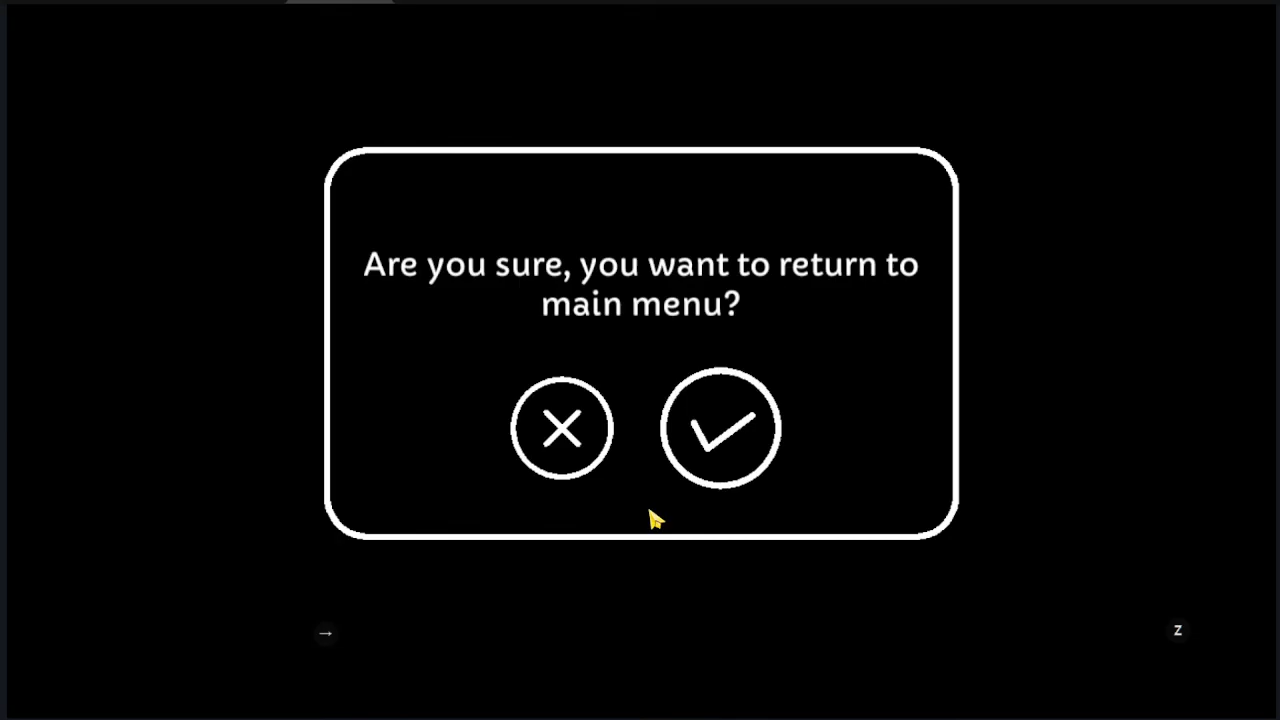 Are you sure, you want to return to
main menu?
→
Z